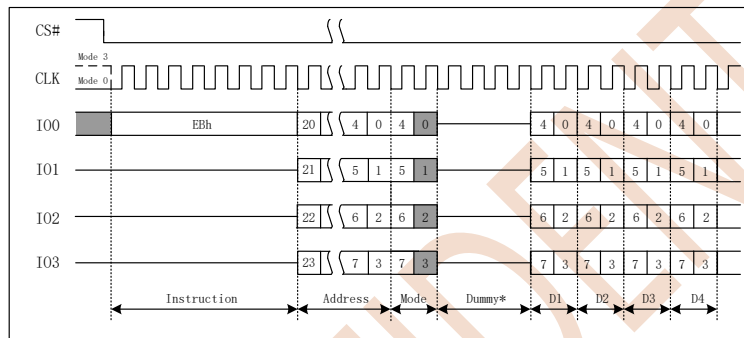 CS#
Mode 3
CLK
Mode 0
IO0 EBh 20 4 0 4 0 4 0 4 0 4 0 4 0
IO1 21 5 1 5 1 5 1 5 1 5 1 5 1
IO2 22 6 2 6 2 6 2 6 2 6 2 6 2
IO3 23 7 3 7 3 7 3 7 3 7 3 7 3
Instruction Address Mode Dummy* D1 D2 D3 D4